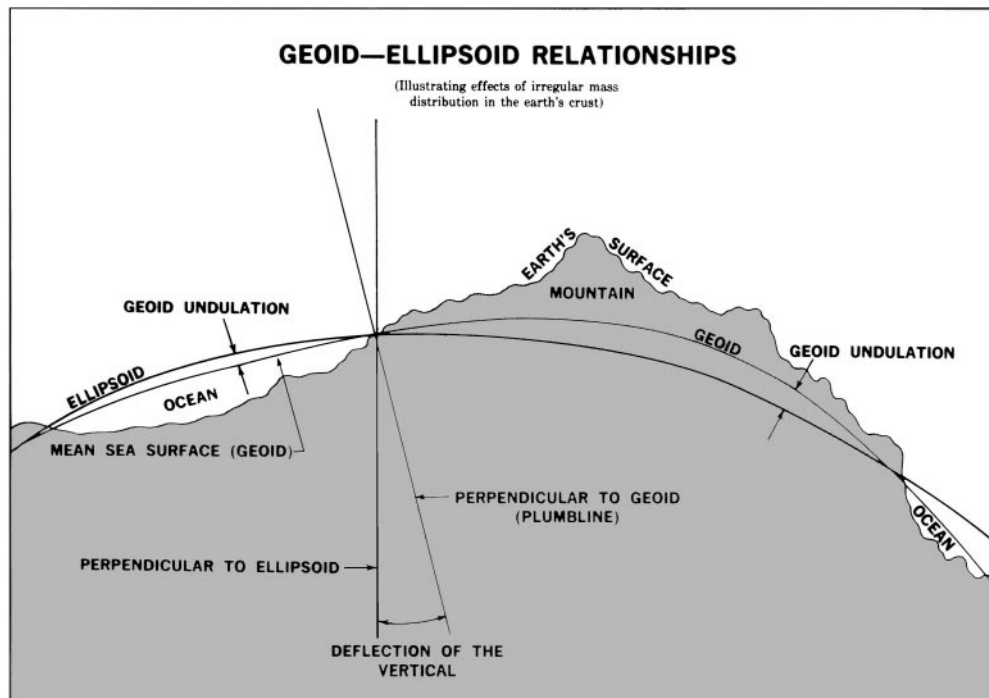 GEOID—ELLIPSOID RELATIONSHIPS
(Illustrating effects of irregular mass
distribution in the earth's crust)
EARTH'S SURFACE
MOUNTAIN
GEOID UNDULATION
GEOID
GEOID UNDULATION
ELLIPSOID
OCEAN
MEAN SEA SURFACE (GEOID)
PERPENDICULAR TO GEOID
(PLUMBLINE)
OCEAN
PERPENDICULAR TO ELLIPSOID
DEFLECTION OF THE
VERTICAL